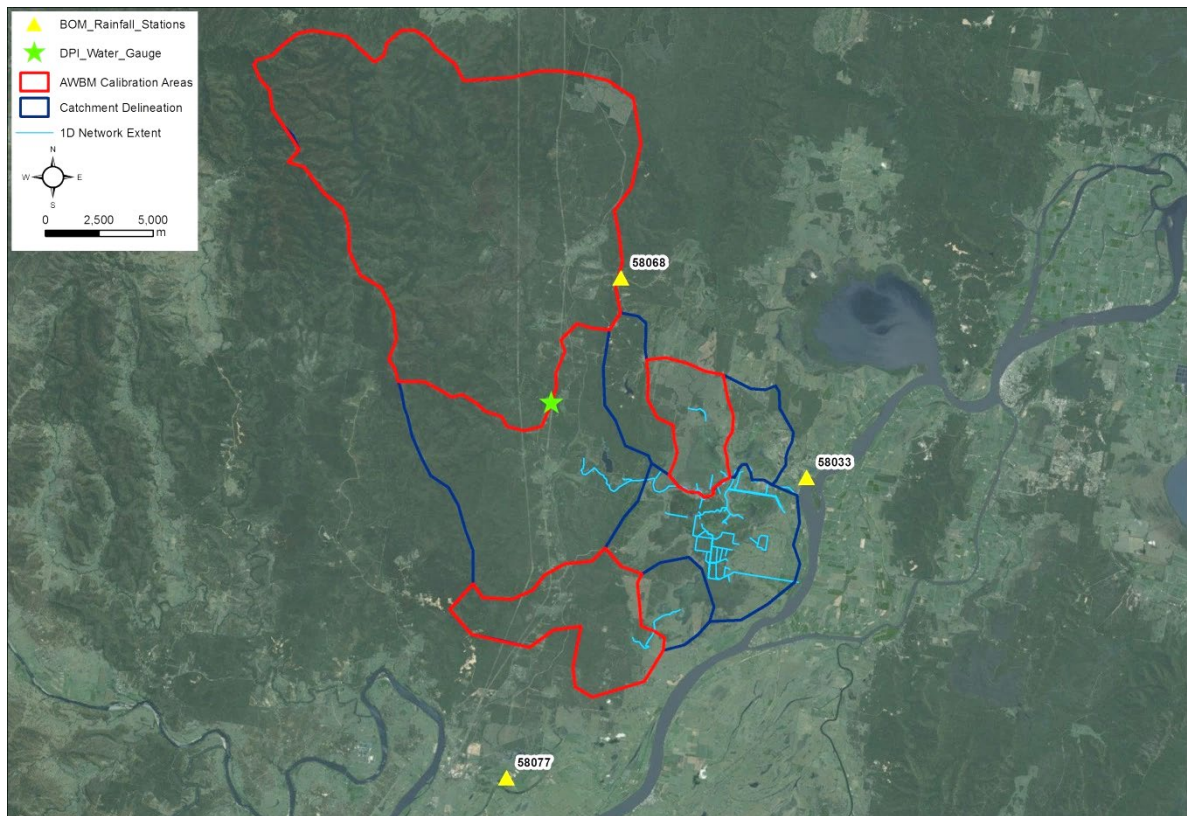 BOM_Rainfall_Stations
DPI_Water_Gauge
AWBM Calibration Areas
Catchment Delineation
1D Network Extent
N
W E
S
0 2,500 5,000
m
58068
58033
58077